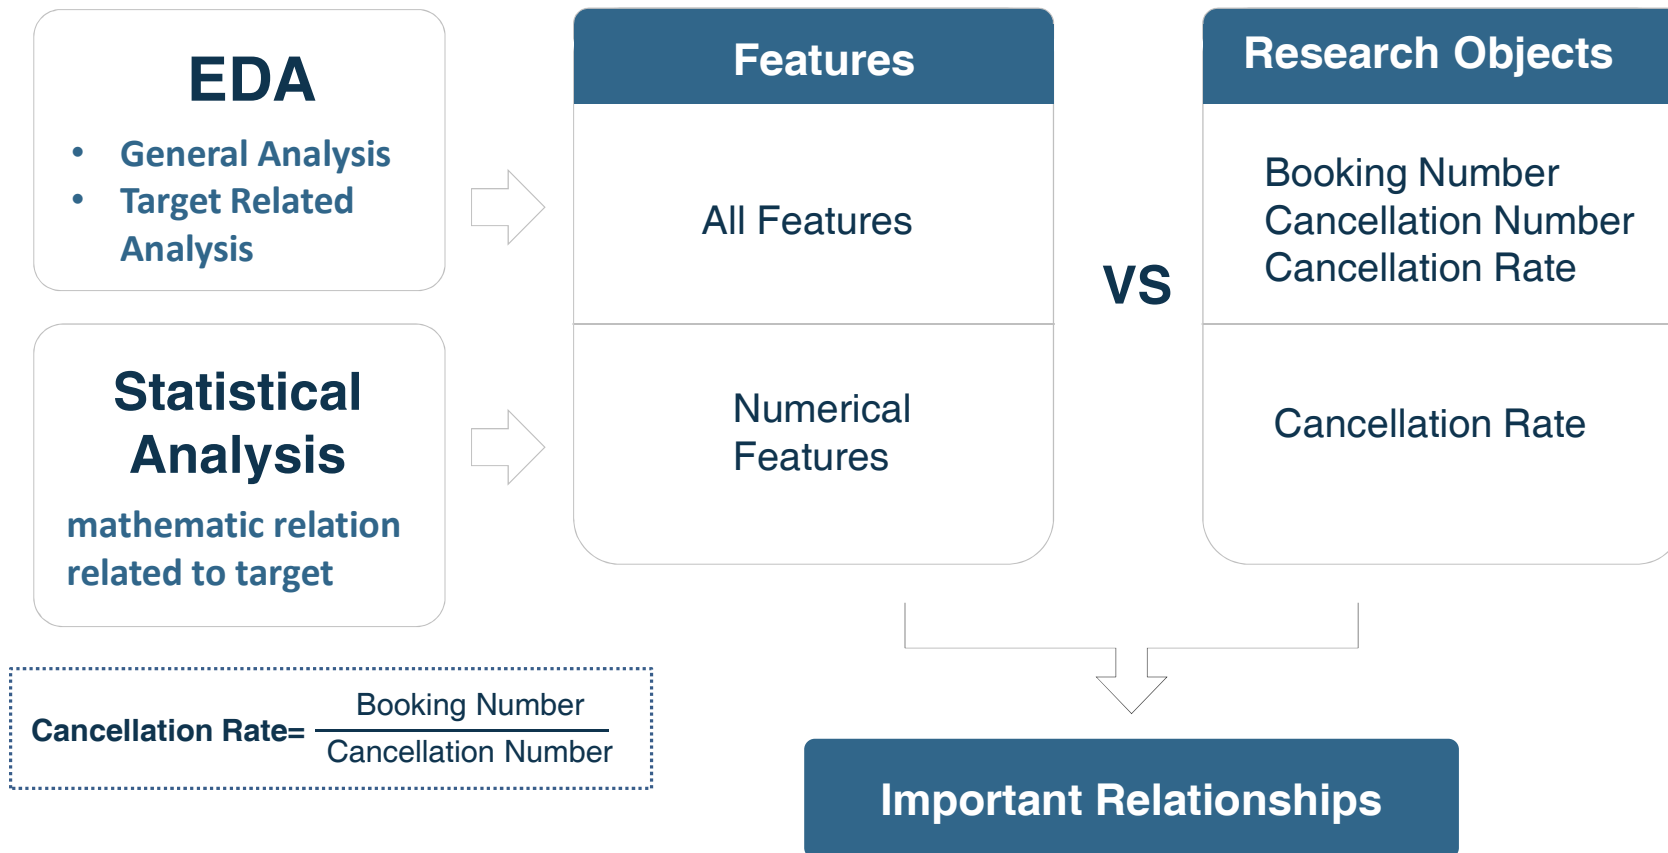 EDA
• General Analysis
• Target Related
Analysis
Statistical
Analysis
mathematic relation
related to target
Features
All Features
Numerical
Features
VS
Research Objects
Booking Number
Cancellation Number
Cancellation Rate
Cancellation Rate
Cancellation Rate=
Booking Number
Cancellation Number
Important Relationships